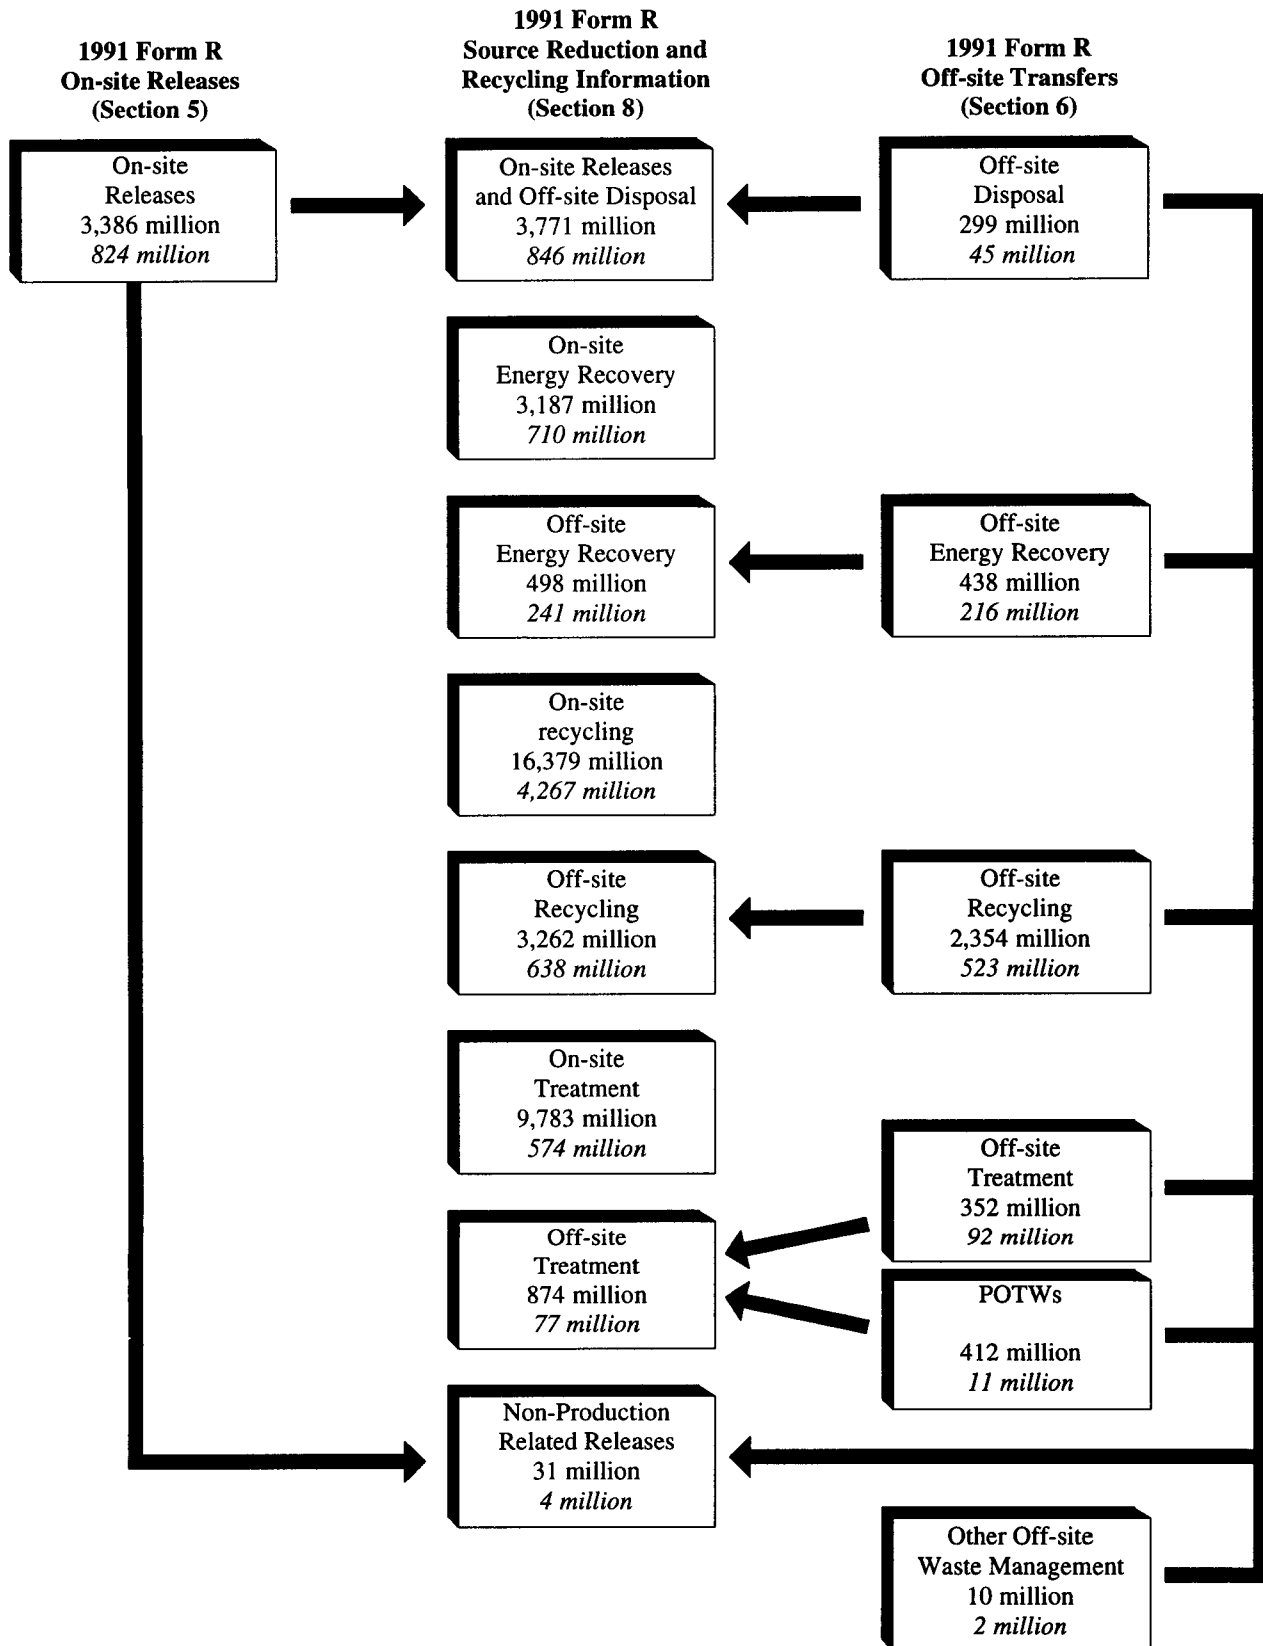 1991 Form R
On-site Releases
(Section 5)
On-site
Releases
3,386 million
824 million
1991 Form R
Source Reduction and
Recycling Information
(Section 8)
On-site Releases
and Off-site Disposal
3,771 million
846 million
On-site
Energy Recovery
3,187 million
710 million
Off-site
Energy Recovery
498 million
241 million
On-site
recycling
16,379 million
4,267 million
Off-site
Recycling
3,262 million
638 million
On-site
Treatment
9,783 million
574 million
Off-site
Treatment
874 million
77 million
Non-Production
Related Releases
31 million
4 million
1991 Form R
Off-site Transfers
(Section 6)
Off-site
Disposal
299 million
45 million
Off-site
Energy Recovery
438 million
216 million
Off-site
Recycling
2,354 million
523 million
Off-site
Treatment
352 million
92 million
POTWs
412 million
11 million
Other Off-site
Waste Management
10 million
2 million